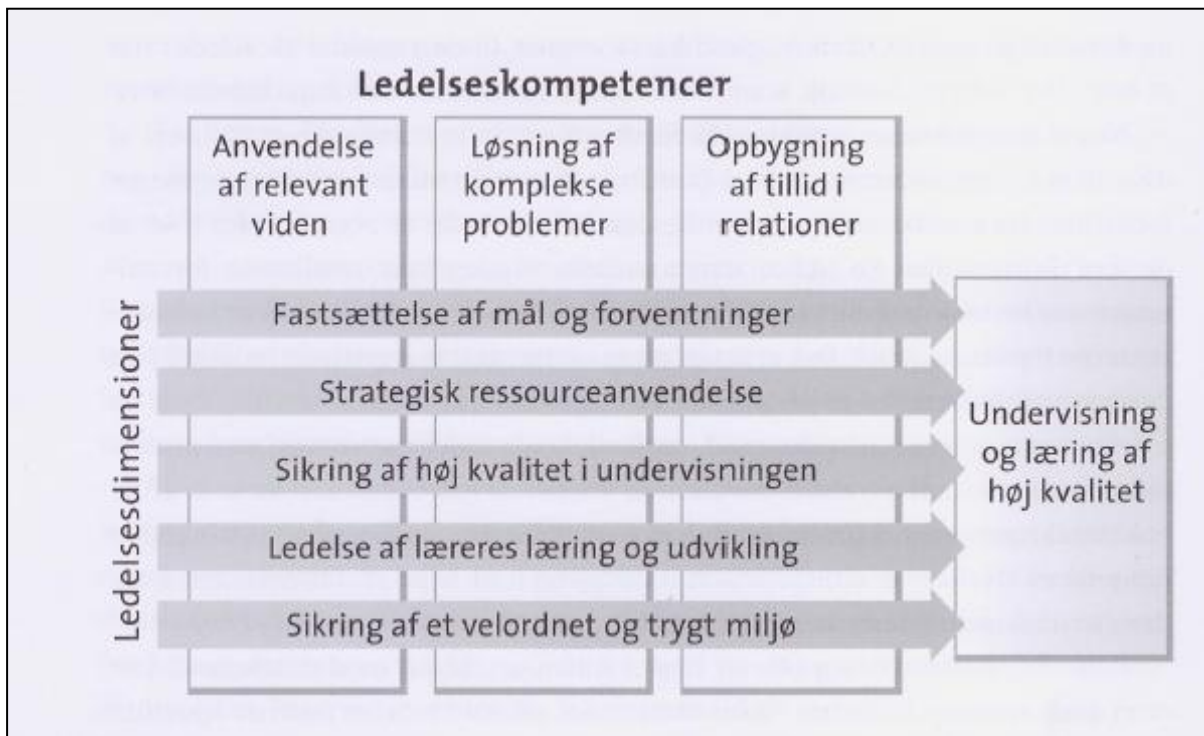 Ledelseskompetencer
Anvendelse
af relevant
viden
Løsning af
komplekse
problemer
Opbygning
af tillid i
relationer
Ledelsesdimensioner
Fastsættelse af mål og forventninger
Strategisk ressourceanvendelse
Sikring af høj kvalitet i undervisningen
Ledelse af læreres læring og udvikling
Sikring af et velordnet og trygt miljø
Undervisning
og læring af
høj kvalitet